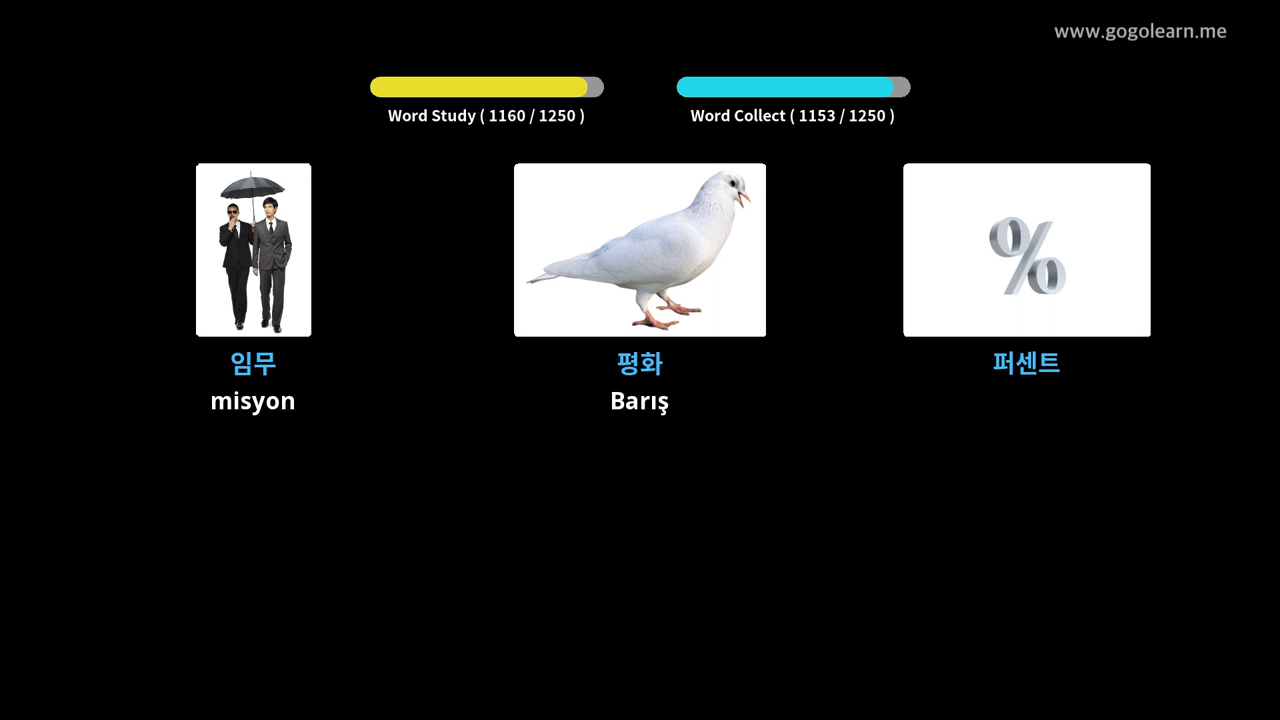 www.gogolearn.me
Word Study ( 1160 / 1250 )
Word Collect ( 1153 / 1250 )
%
임무
평화
퍼센트
misyon
Barış